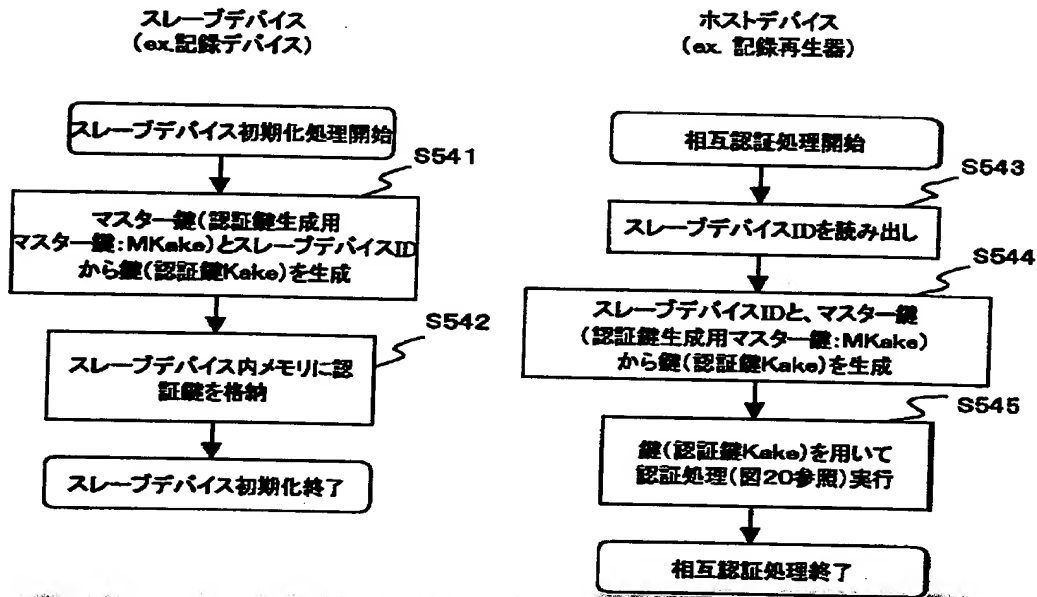 スレーブデバイス
(ex.記録デバイス)
スレーブデバイス初期化処理開始
S541
マスター鍵(認証鍵生成用
マスター鍵:MKake)とスレーブデバイスID
から鍵(認証鍵Kake)を生成
S542
スレーブデバイス内メモリに認
証鍵を格納
スレーブデバイス初期化終了
ホストデバイス
(ex. 記録再生器)
相互認証処理開始
S543
スレーブデバイスIDを読み出し
S544
スレーブデバイスIDと、マスター鍵
(認証鍵生成用マスター鍵:MKake)
から鍵(認証鍵Kake)を生成
S545
鍵(認証鍵Kake)を用いて
認証処理(図20参照)実行
相互認証処理終了